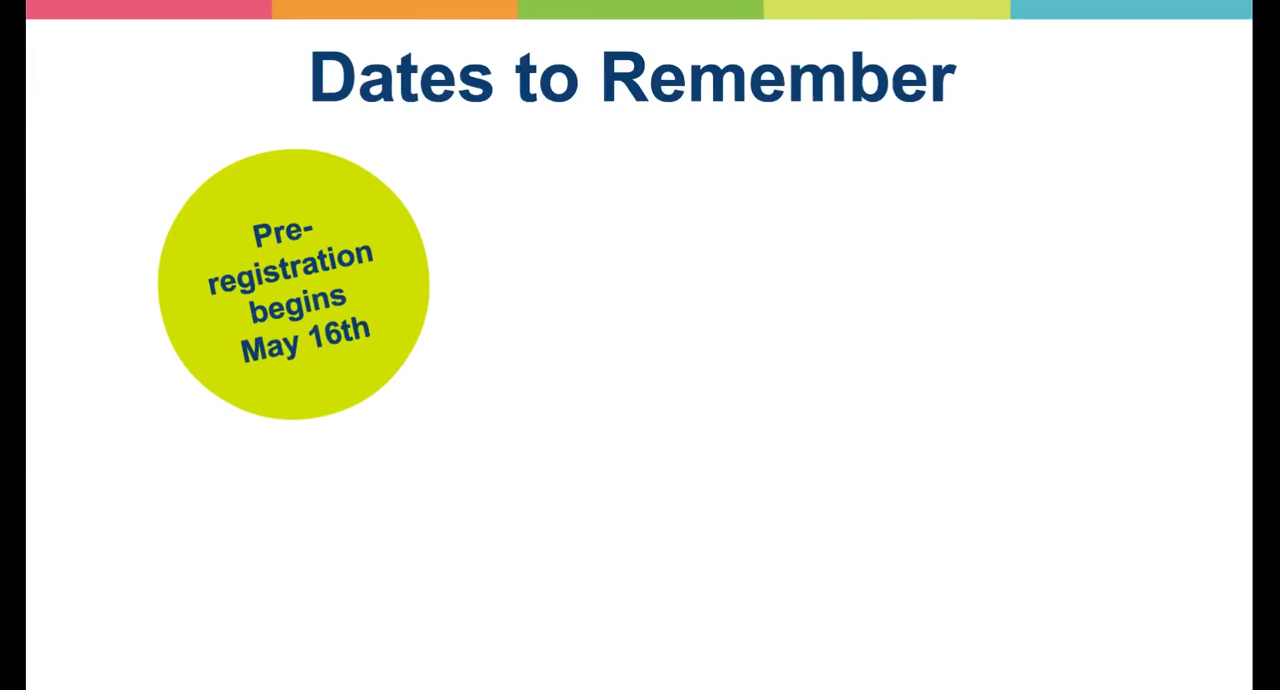 Dates to Remember
Pre-
registration
begins
May 16th